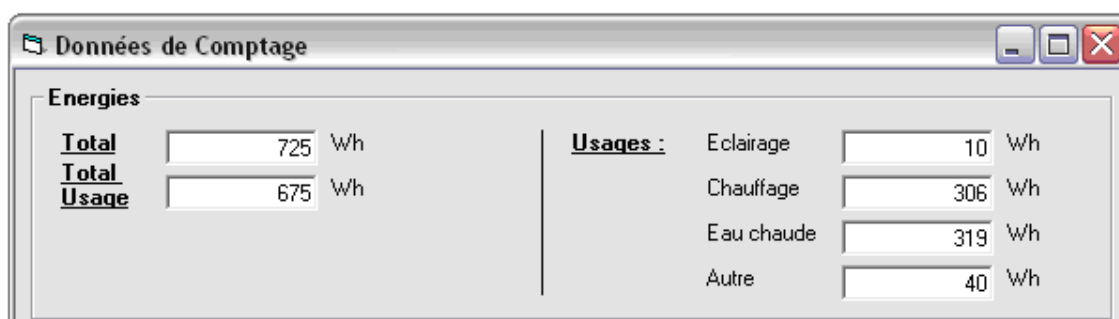 Données de Comptage
Energies
Total 725 Wh
Total
Usage 675 Wh
Usages : Eclairage 10 Wh
Chauffage 306 Wh
Eau chaude 319 Wh
Autre 40 Wh